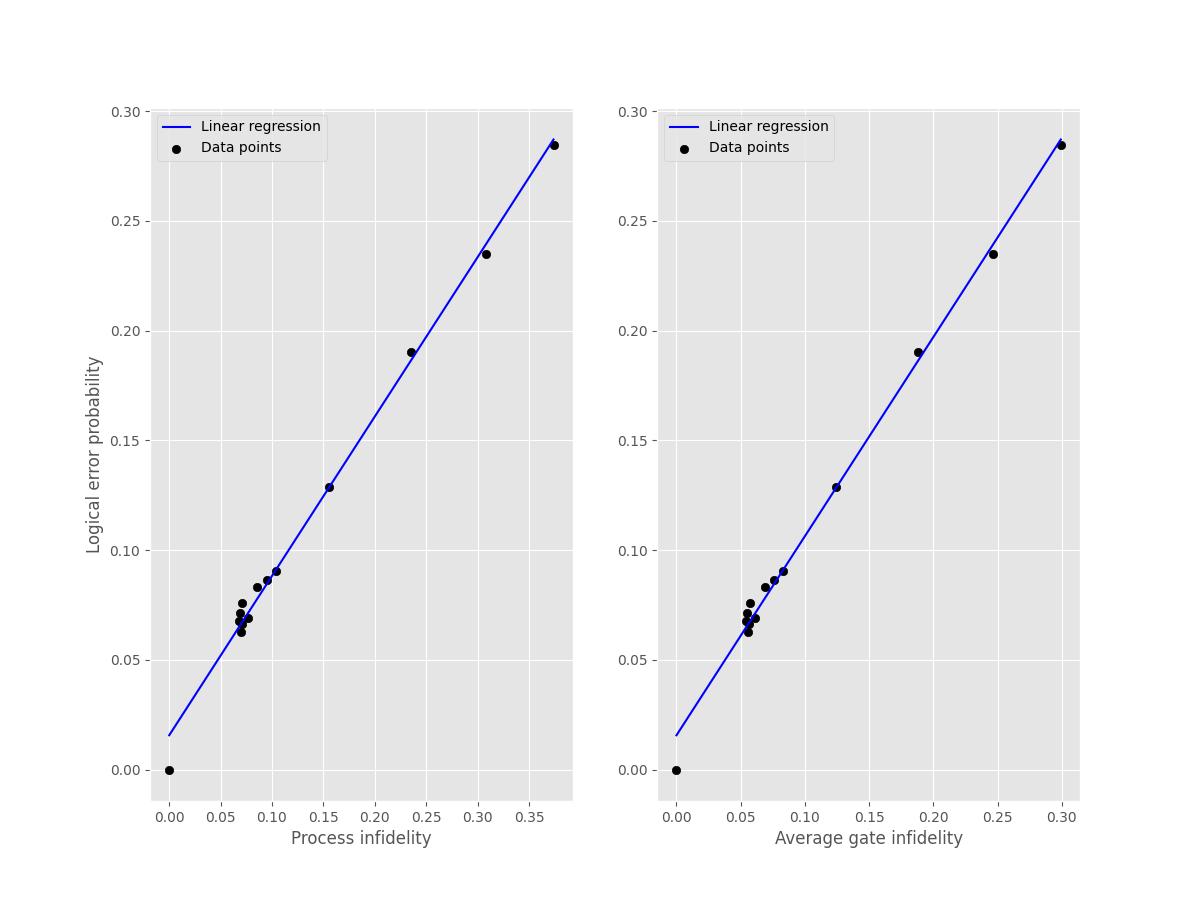 0.30
0.25
0.20
0.15
0.10
0.05
0.00
Logical error probability
Linear regression
Data points
0.00 0.05 0.10 0.15 0.20 0.25 0.30 0.35
Process infidelity
0.30
0.25
0.20
0.15
0.10
0.05
0.00
Linear regression
Data points
0.00 0.05 0.10 0.15 0.20 0.25 0.30
Average gate infidelity